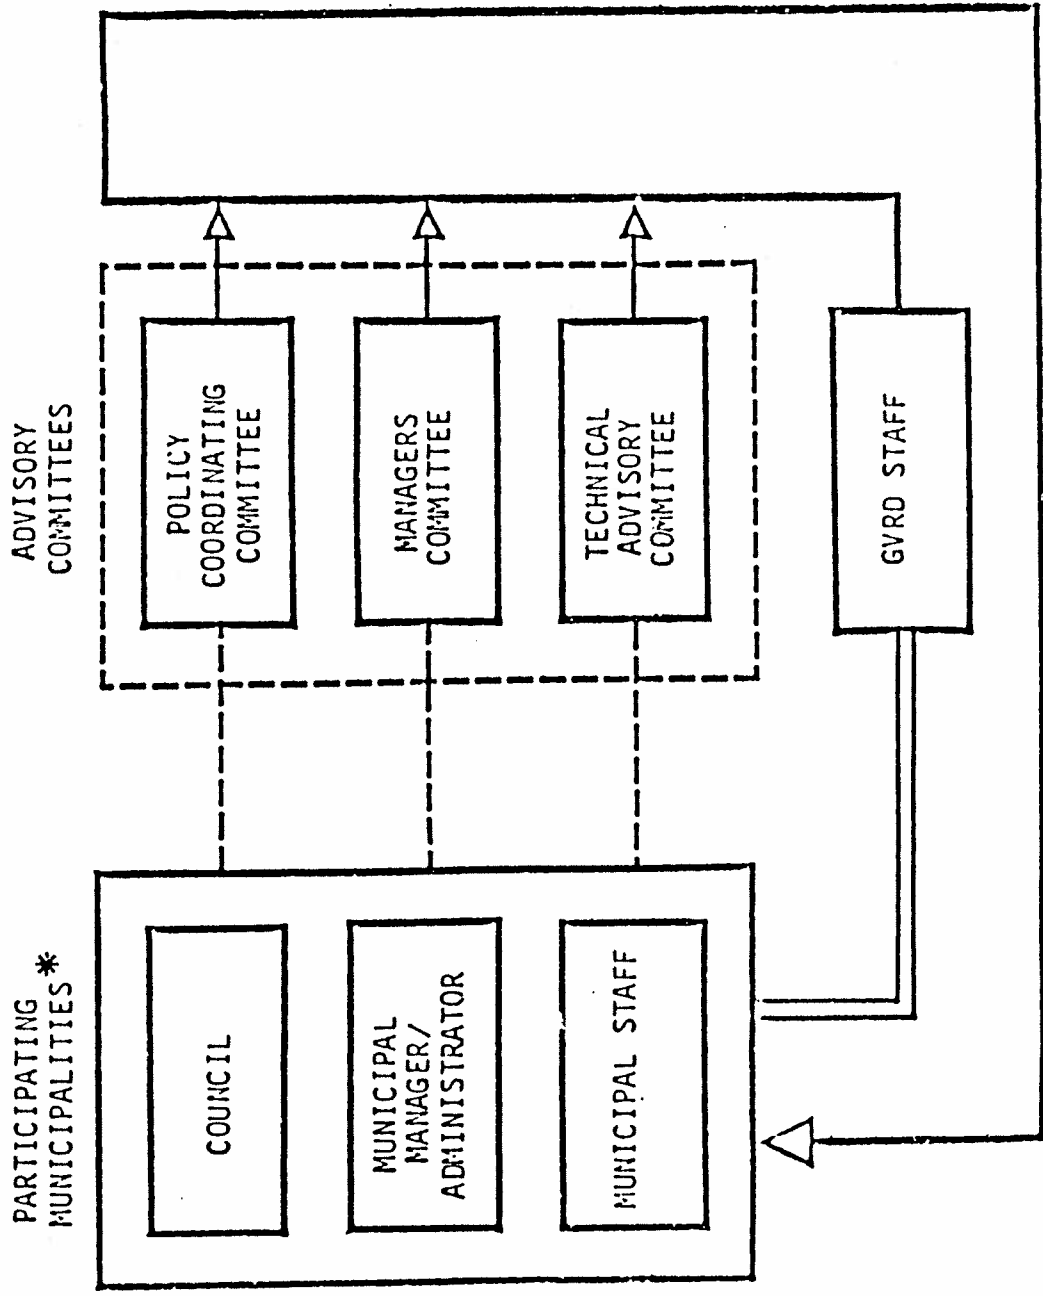 PARTICIPATING
MUNICIPALITIES*
COUNCIL
MUNICIPAL
MANAGER/
ADMINISTRATOR
MUNICIPAL STAFF
ADVISORY
COMMITTEES
POLICY
COORDINATING
COMMITTEE
MANAGERS
COMMITTEE
TECHNICAL
ADVISORY
COMMITTEE
GVRD STAFF